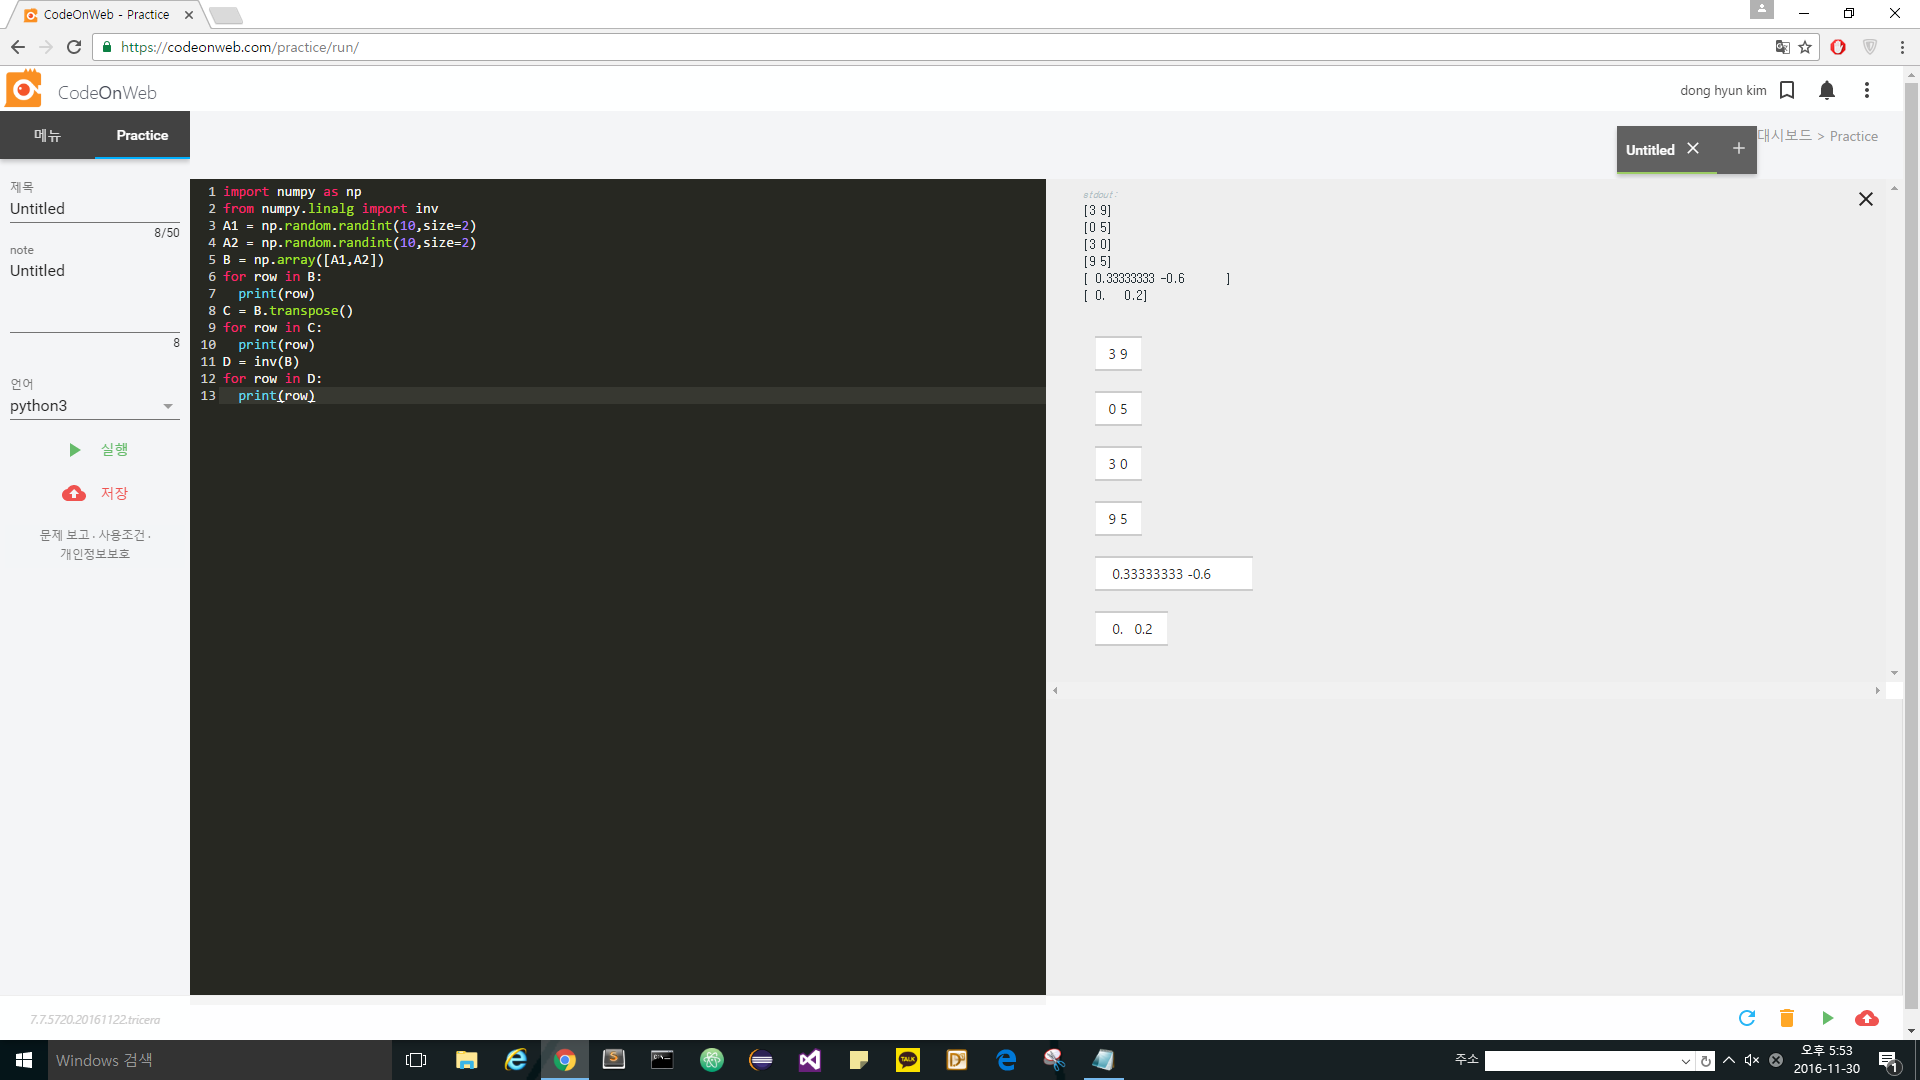 CodeOnWeb - Practice
https://codeonweb.com/practice/run/
CodeOnWeb
dong hyun kim
메뉴
Practice
Untitled
대시보드 > Practice
제목
Untitled
8/50
note
Untitled
8
언어
python3
실행
저장
문제 보고 · 사용조건 ·
개인정보보호
1 import numpy as np
2 from numpy.linalg import inv
3 A1 = np.random.randint(10,size=2)
4 A2 = np.random.randint(10,size=2)
5 B = np.array([A1,A2])
6 for row in B:
7   print(row)
8 C = B.transpose()
9 for row in C:
10   print(row)
11 D = inv(B)
12 for row in D:
13   print(row)
stdout:
[3 9]
[0 5]
[3 0]
[9 5]
[ 0.33333333 -0.6       ]
[ 0.   0.2]
3 9
0 5
3 0
9 5
0.33333333 -0.6
0.   0.2
7.7.5720.20161122.tricera
Windows 검색
TALK
주소
오후 5:53
2016-11-30
1